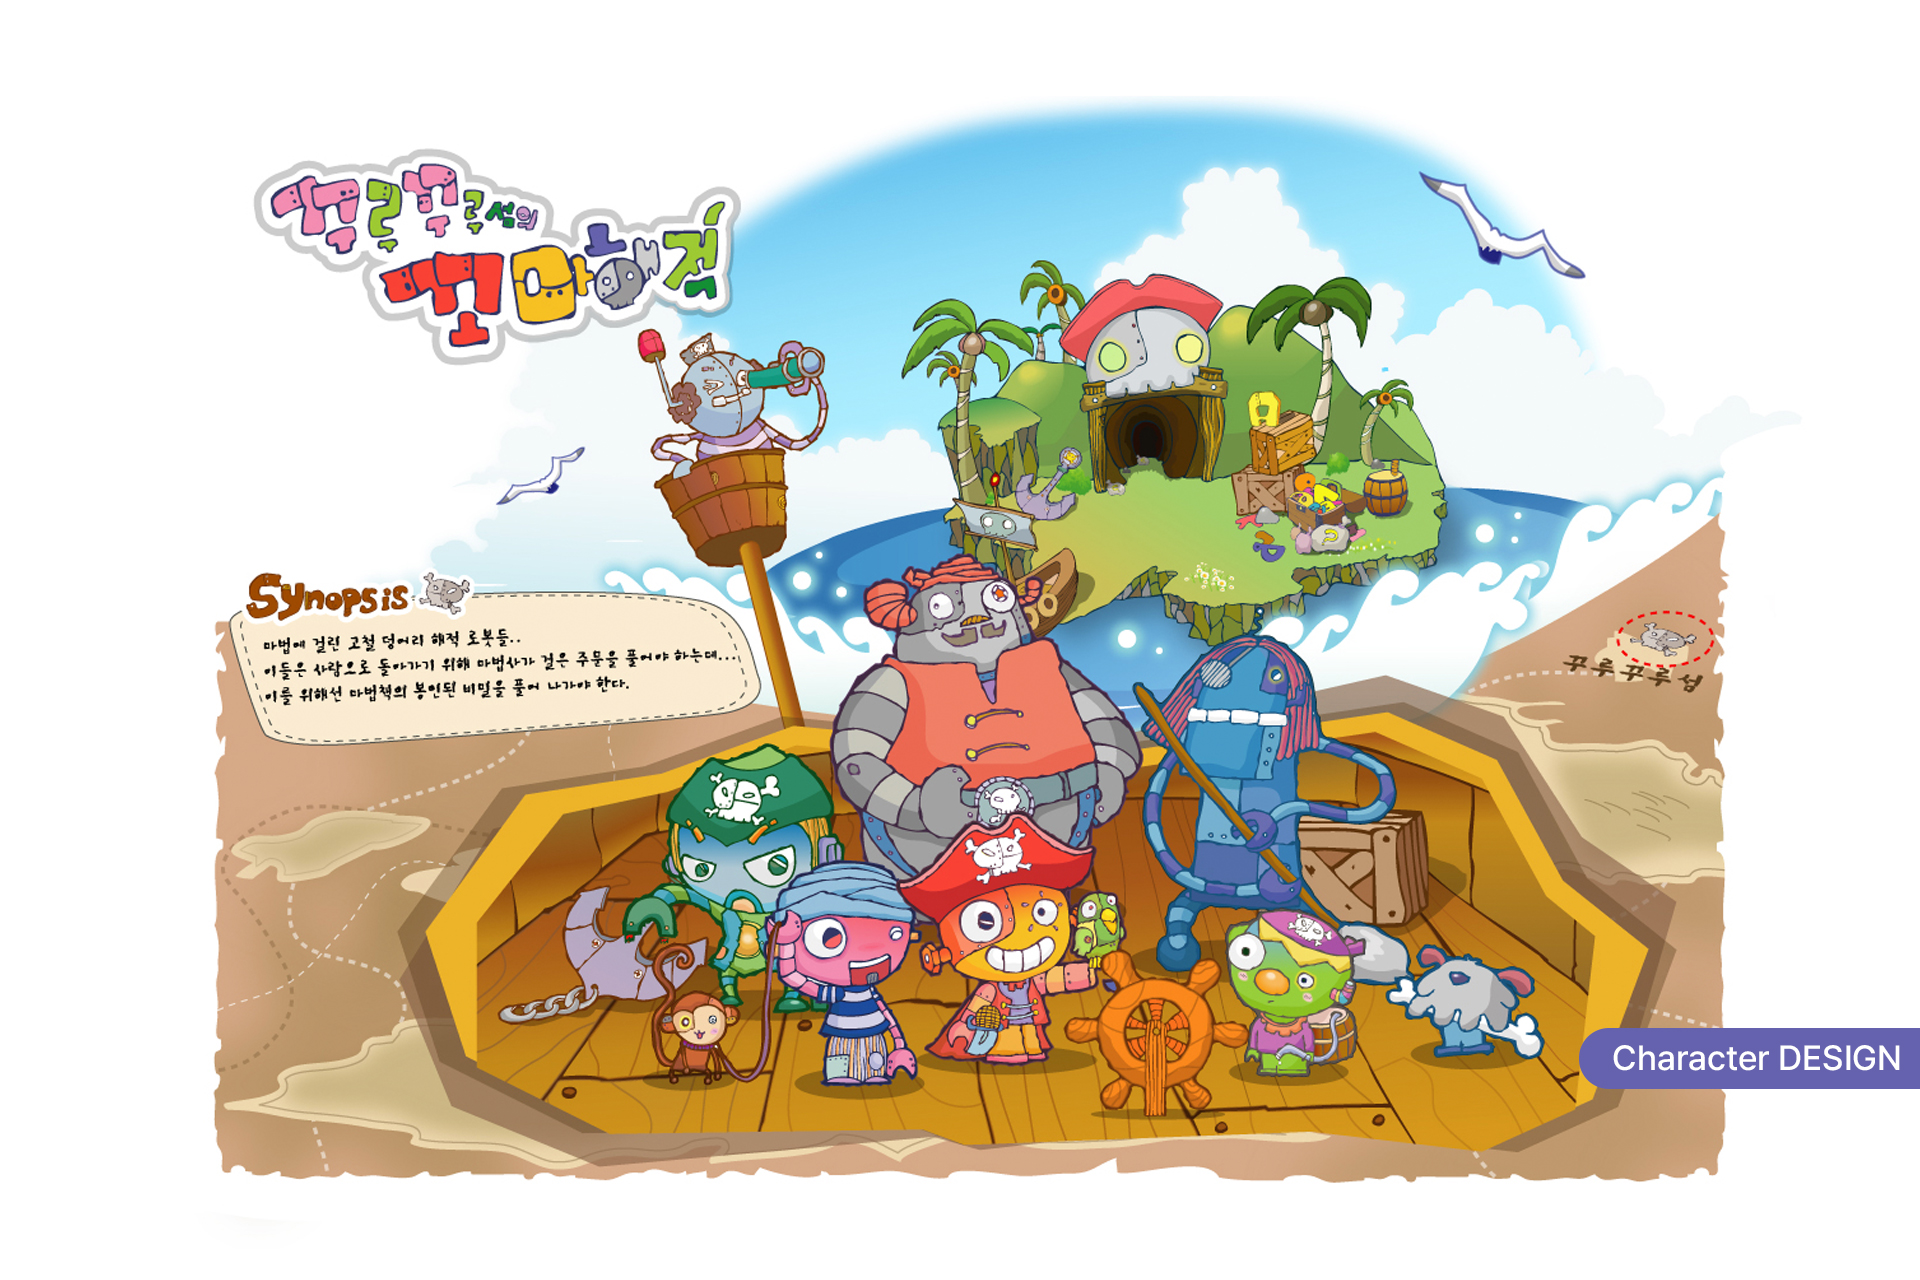 꾸루꾸루섬의
꼬마해적
Synopsis
마법에 걸린 고철 덩어리 해적 로봇들..
이들은 사람으로 돌아가기 위해 마법사가 걸은 주문을 풀어야 하는데...
이를 위해선 마법책의 봉인된 비밀을 풀어 나가야 한다.
꾸루꾸루섬
Character DESIGN